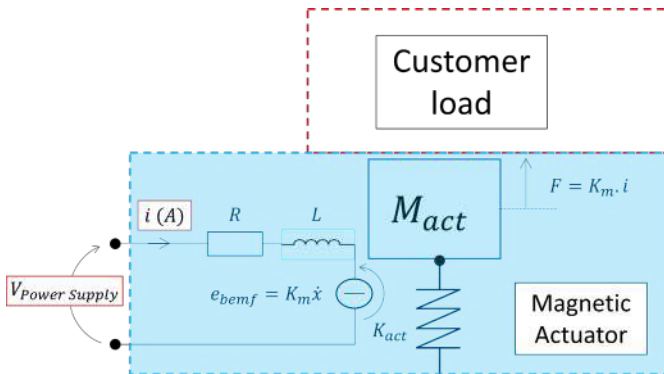 Customer
load
F = K_m . i
M_act
i (A)
R
L
V_Power Supply
e_bemf = K_m ẋ
K_act
Magnetic
Actuator